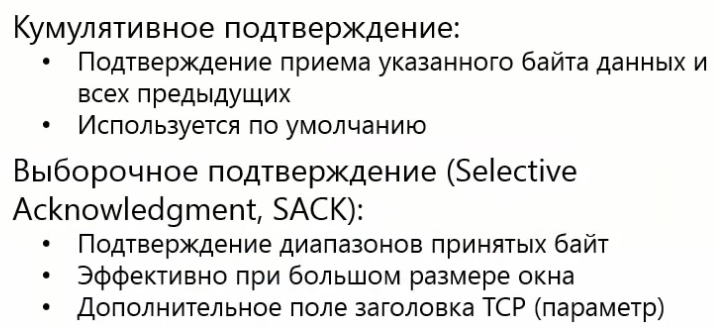 Кумулятивное подтверждение:
• Подтверждение приема указанного байта данных и
всех предыдущих
• Используется по умолчанию
Выборочное подтверждение (Selective
Acknowledgment, SACK):
• Подтверждение диапазонов принятых байт
• Эффективно при большом размере окна
• Дополнительное поле заголовка TCP (параметр)